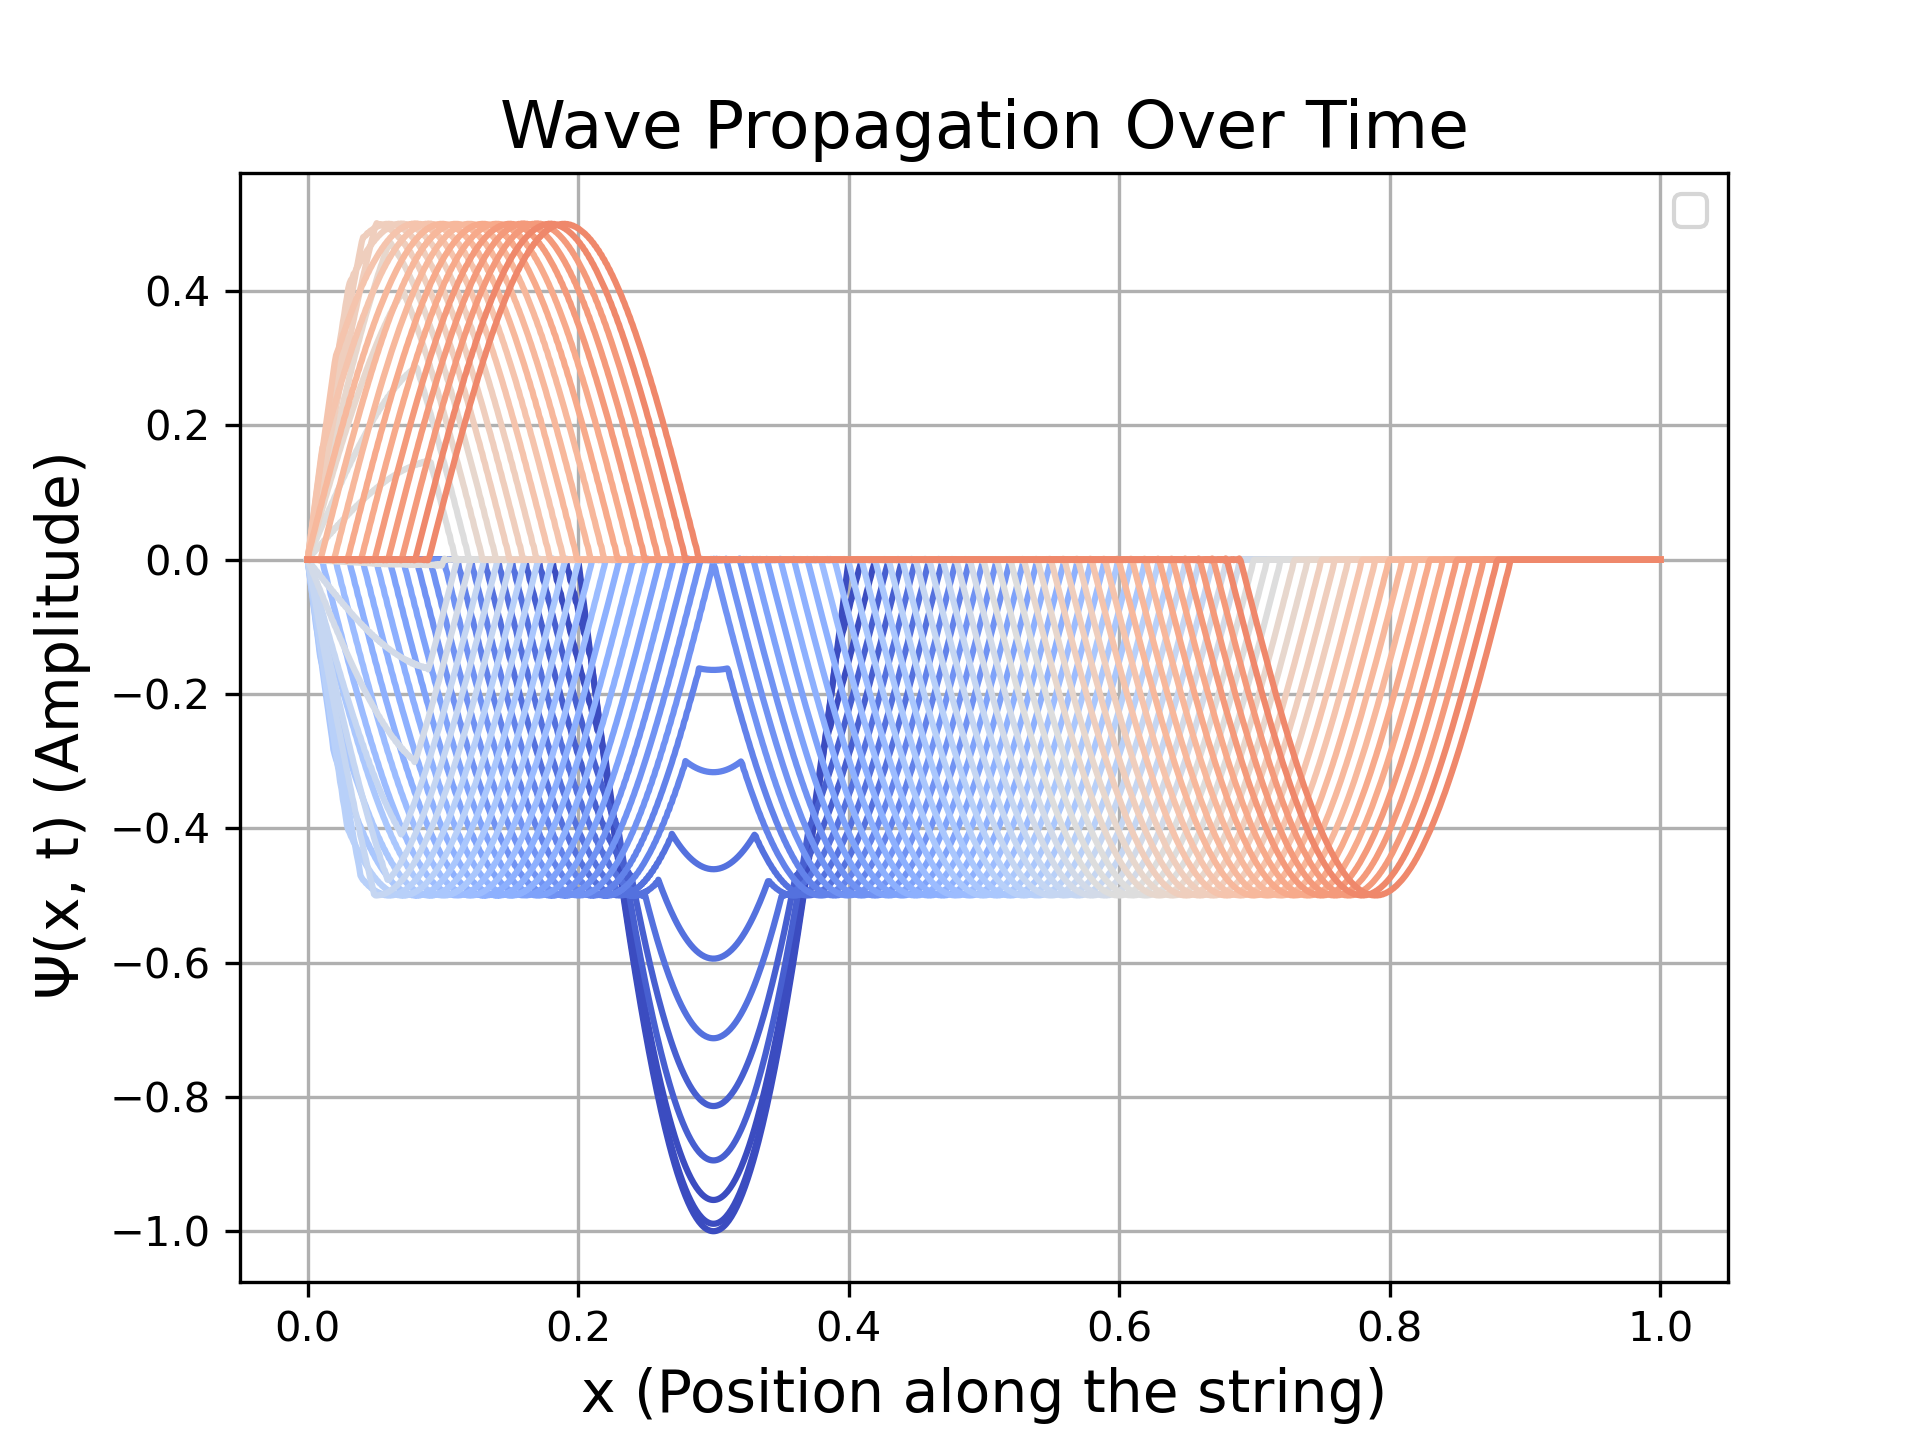 Wave Propagation Over Time
Ψ(x, t) (Amplitude)
0.4
0.2
0.0
−0.2
−0.4
−0.6
−0.8
−1.0
0.0 0.2 0.4 0.6 0.8 1.0
x (Position along the string)